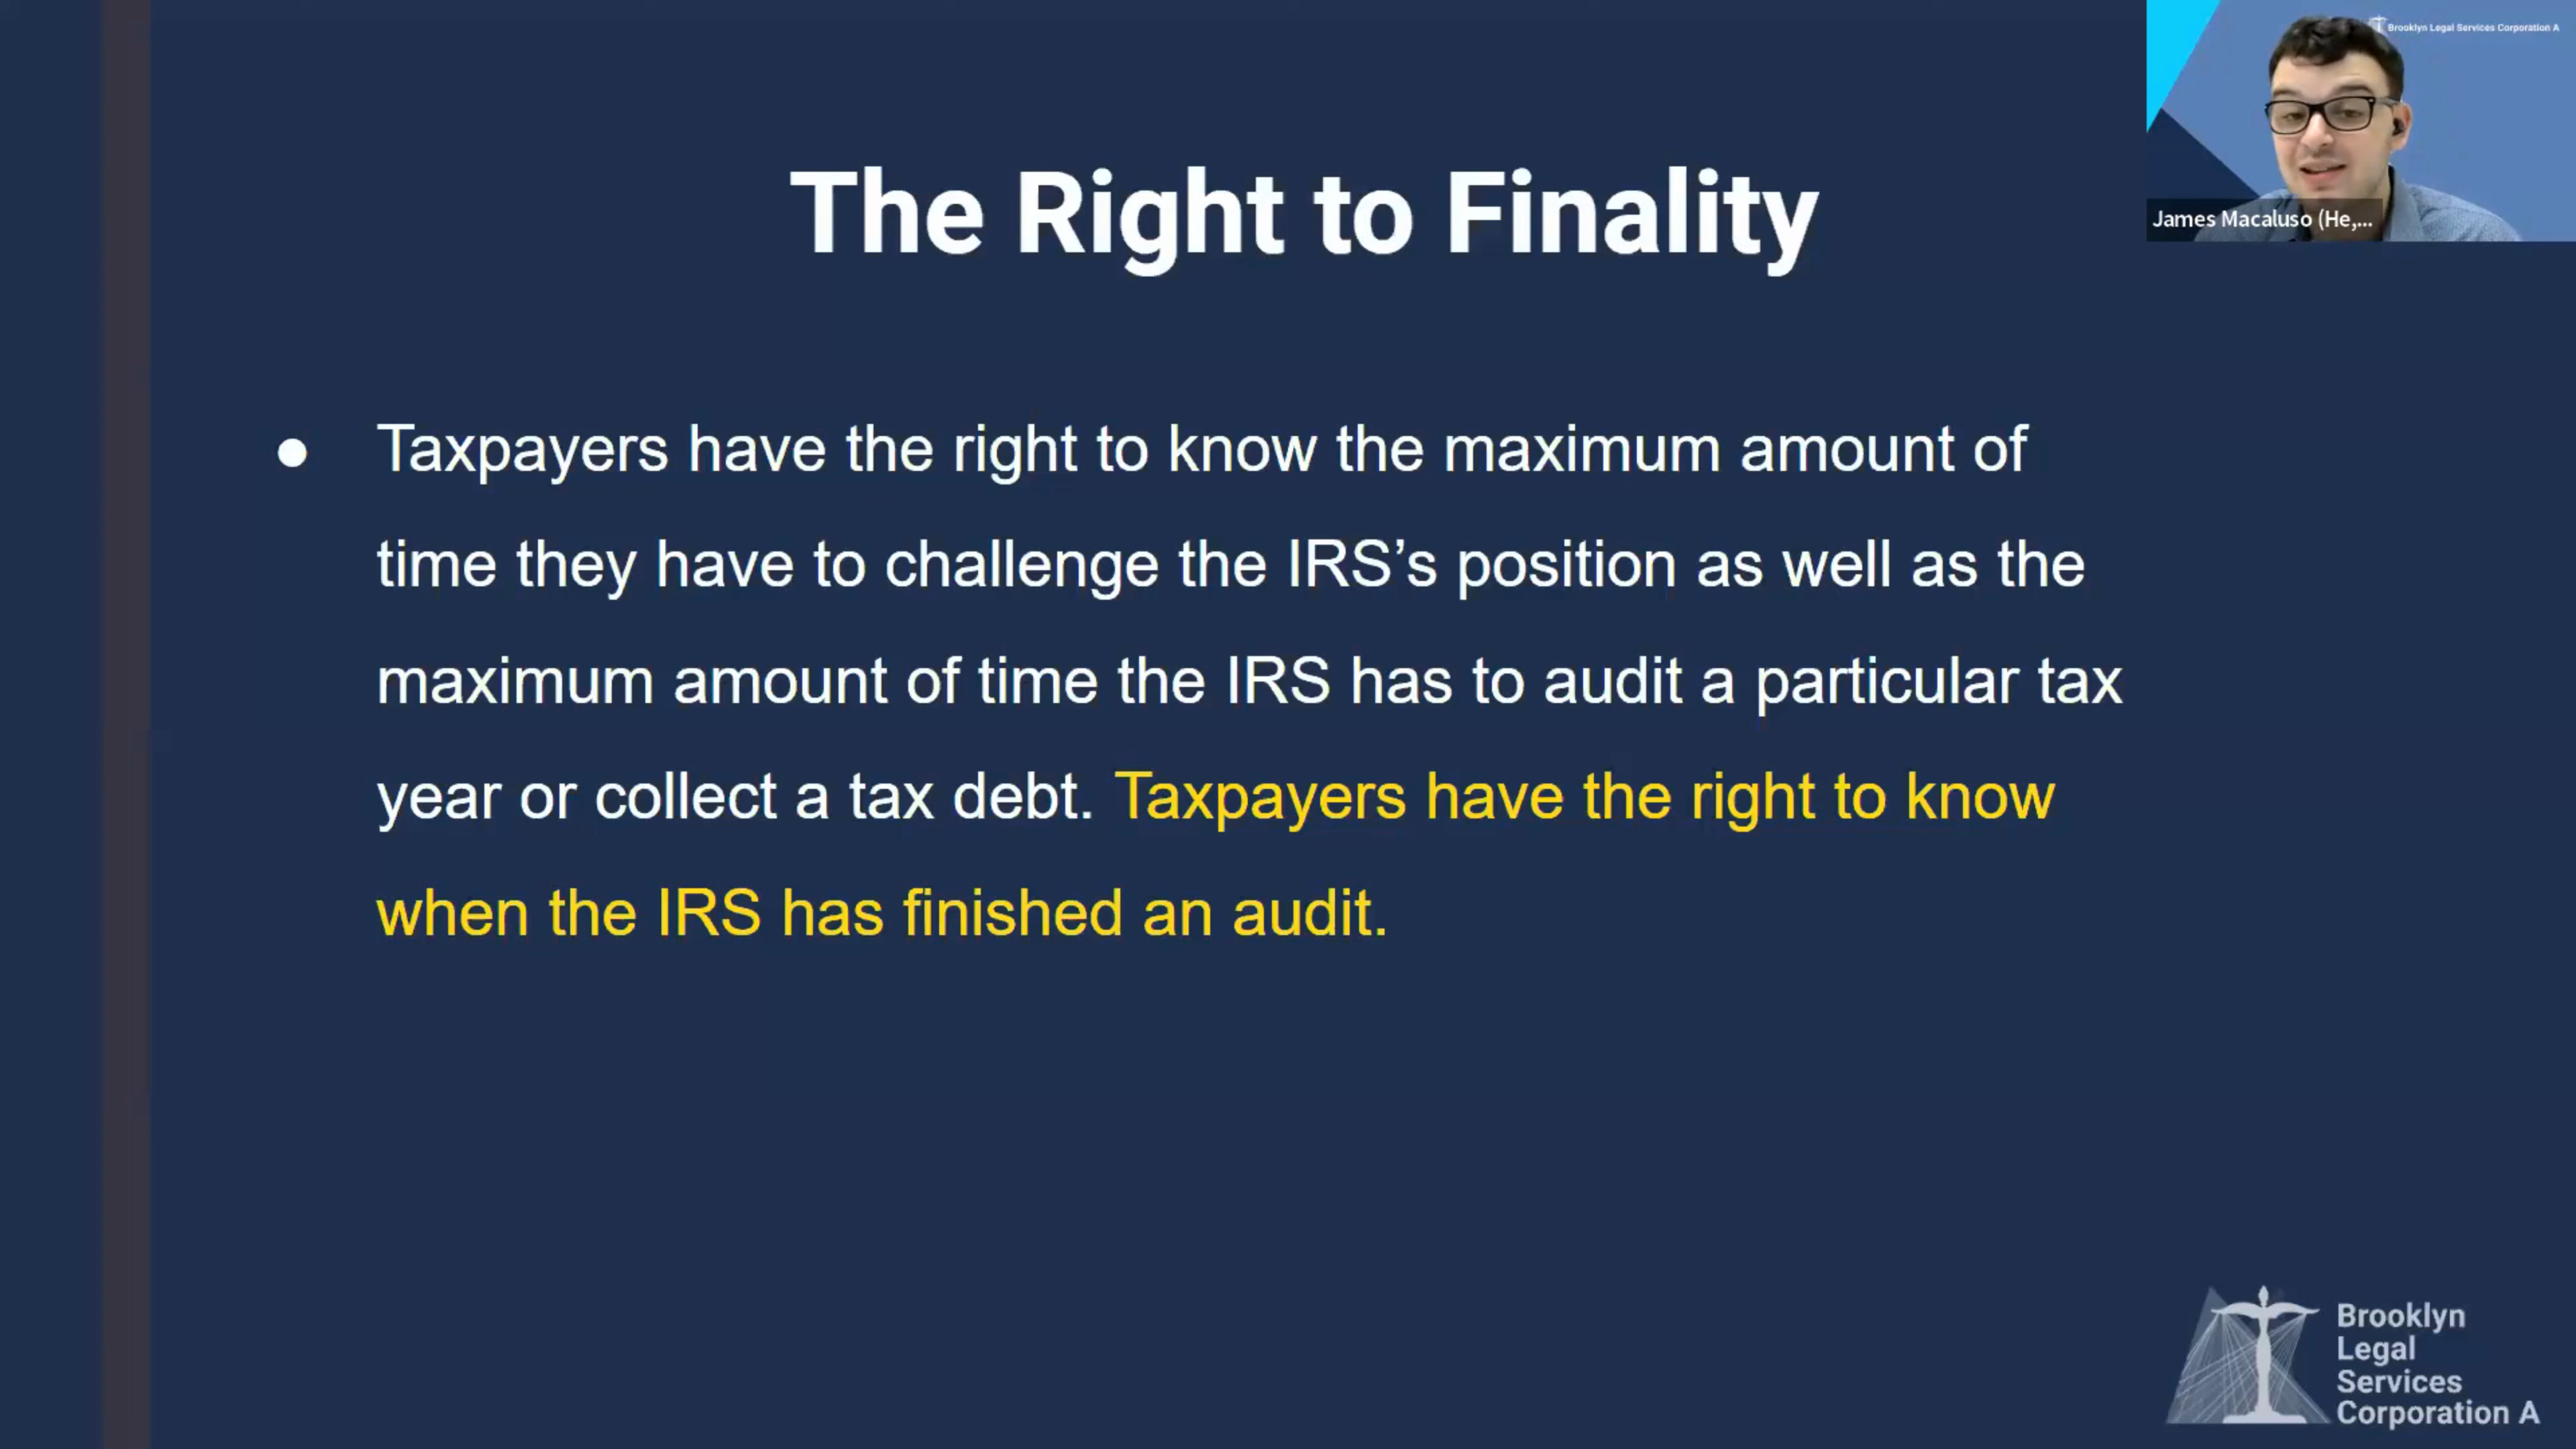 Brooklyn Legal Services Corporation A
James Macaluso (He,...
The Right to Finality
● Taxpayers have the right to know the maximum amount of
time they have to challenge the IRS’s position as well as the
maximum amount of time the IRS has to audit a particular tax
year or collect a tax debt. Taxpayers have the right to know
when the IRS has finished an audit.
Brooklyn
Legal
Services
Corporation A